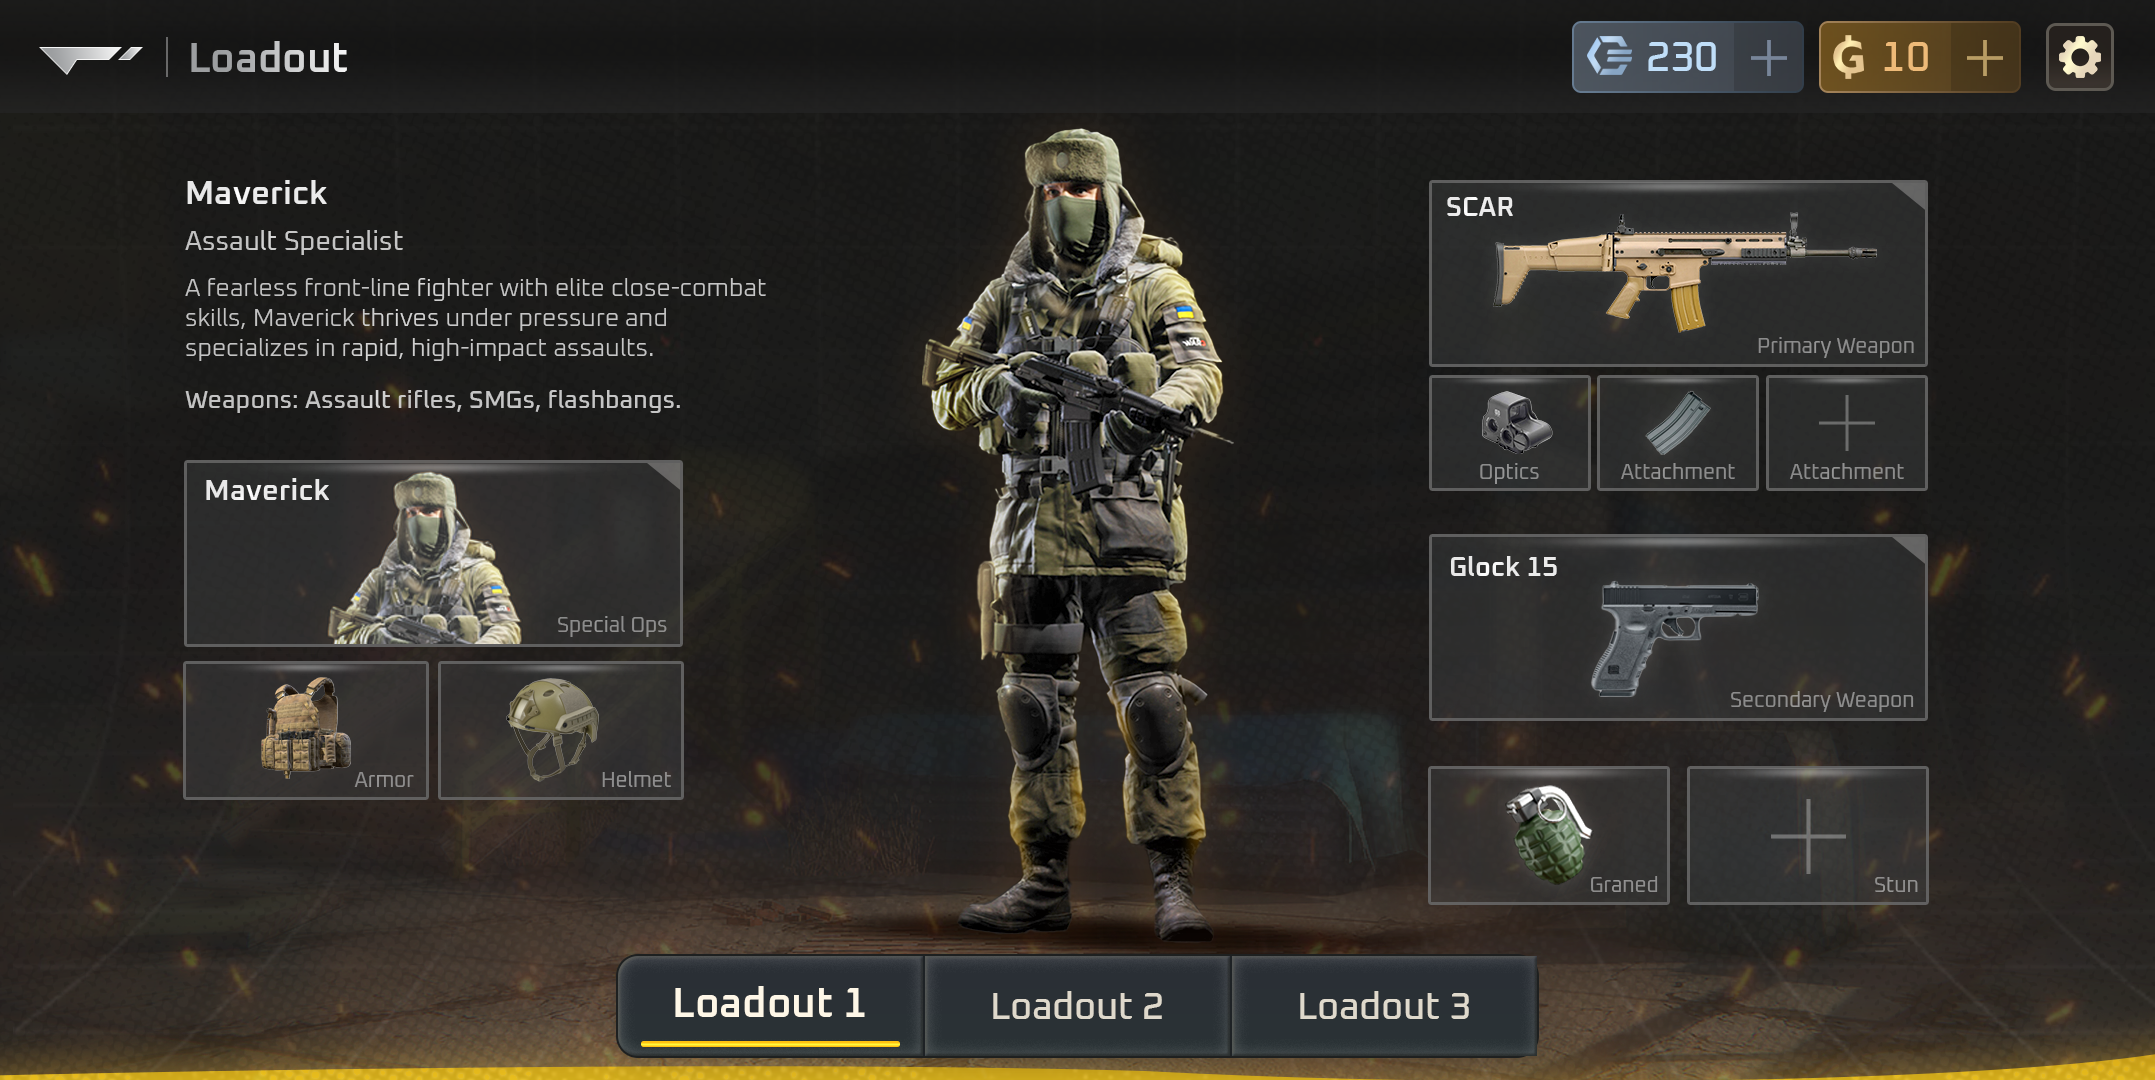 Loadout
230
10
Maverick
Assault Specialist
A fearless front-line fighter with elite close-combat
skills, Maverick thrives under pressure and
specializes in rapid, high-impact assaults.
Weapons: Assault rifles, SMGs, flashbangs.
Maverick
Special Ops
Armor
Helmet
SCAR
Primary Weapon
Optics
Attachment
Attachment
Glock 15
Secondary Weapon
Graned
Stun
Loadout 1
Loadout 2
Loadout 3